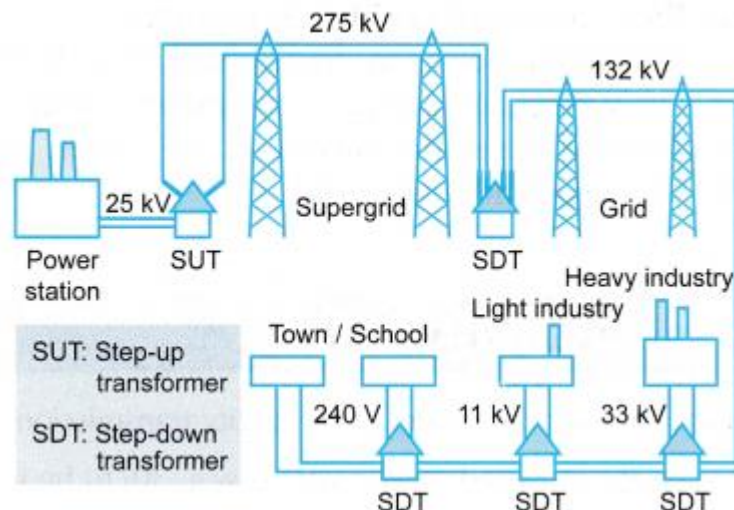 275 kV
132 kV
25 kV
Supergrid
Grid
Power
station
SUT
SDT
Heavy industry
Light industry
Town / School
SUT: Step-up
transformer
SDT: Step-down
transformer
240 V
11 kV
33 kV
SDT
SDT
SDT